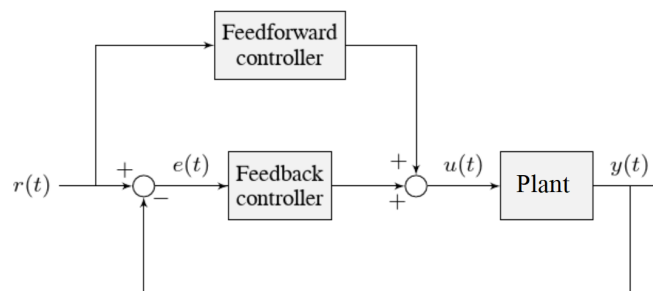 Feedforward
controller
+
r(t)
+
−
e(t)
Feedback
controller
+
u(t)
Plant
y(t)